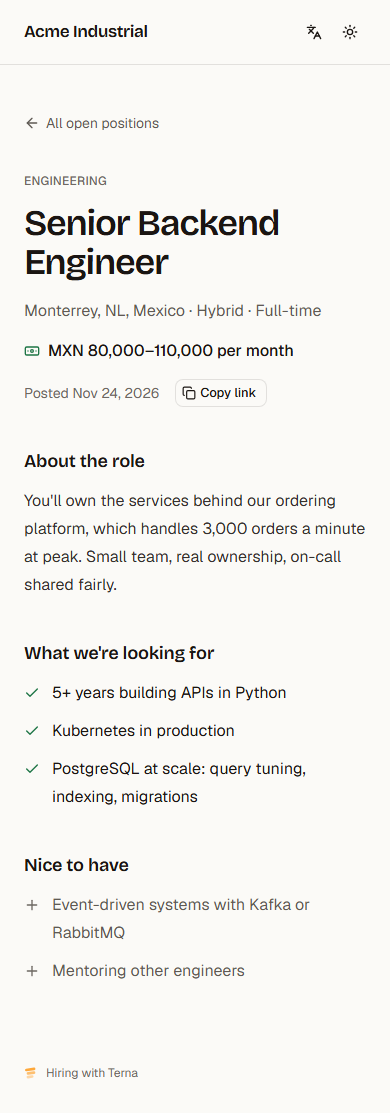 Acme Industrial
All open positions
ENGINEERING
Senior Backend
Engineer
Monterrey, NL, Mexico · Hybrid · Full-time
MXN 80,000–110,000 per month
Posted Nov 24, 2026
Copy link
About the role
You'll own the services behind our ordering
platform, which handles 3,000 orders a minute
at peak. Small team, real ownership, on-call
shared fairly.
What we're looking for
5+ years building APIs in Python
Kubernetes in production
PostgreSQL at scale: query tuning,
indexing, migrations
Nice to have
Event-driven systems with Kafka or
RabbitMQ
Mentoring other engineers
Hiring with Terna